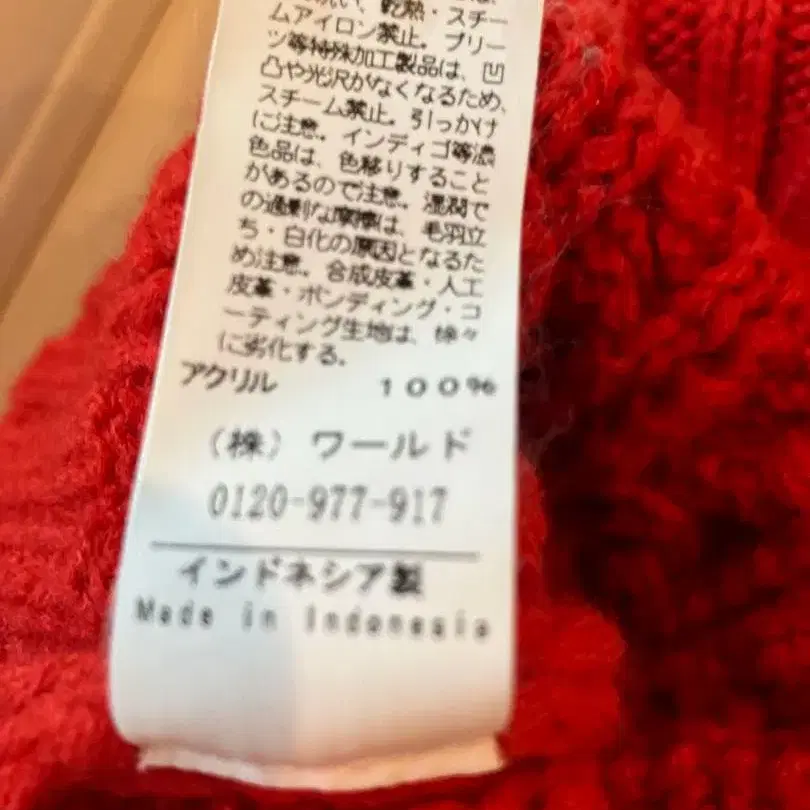 洗い、乾熱・スチー
ムアイロン禁止。プリー
ツ等特殊加工製品は、凹
凸や光沢がなくなるため、
スチーム禁止。引っかけ
に注意。インディゴ等濃
色品は、色移りすること
があるので注意。湿潤で
の過剰な摩擦は、毛羽立
ち・白化の原因となるた
め注意。合成皮革・人工
皮革・ボンディング・コ
ーティング生地は、徐々
に劣化する。
アクリル 100%
(株) ワールド
0120-977-917
インドネシア製
Made in Indonesia